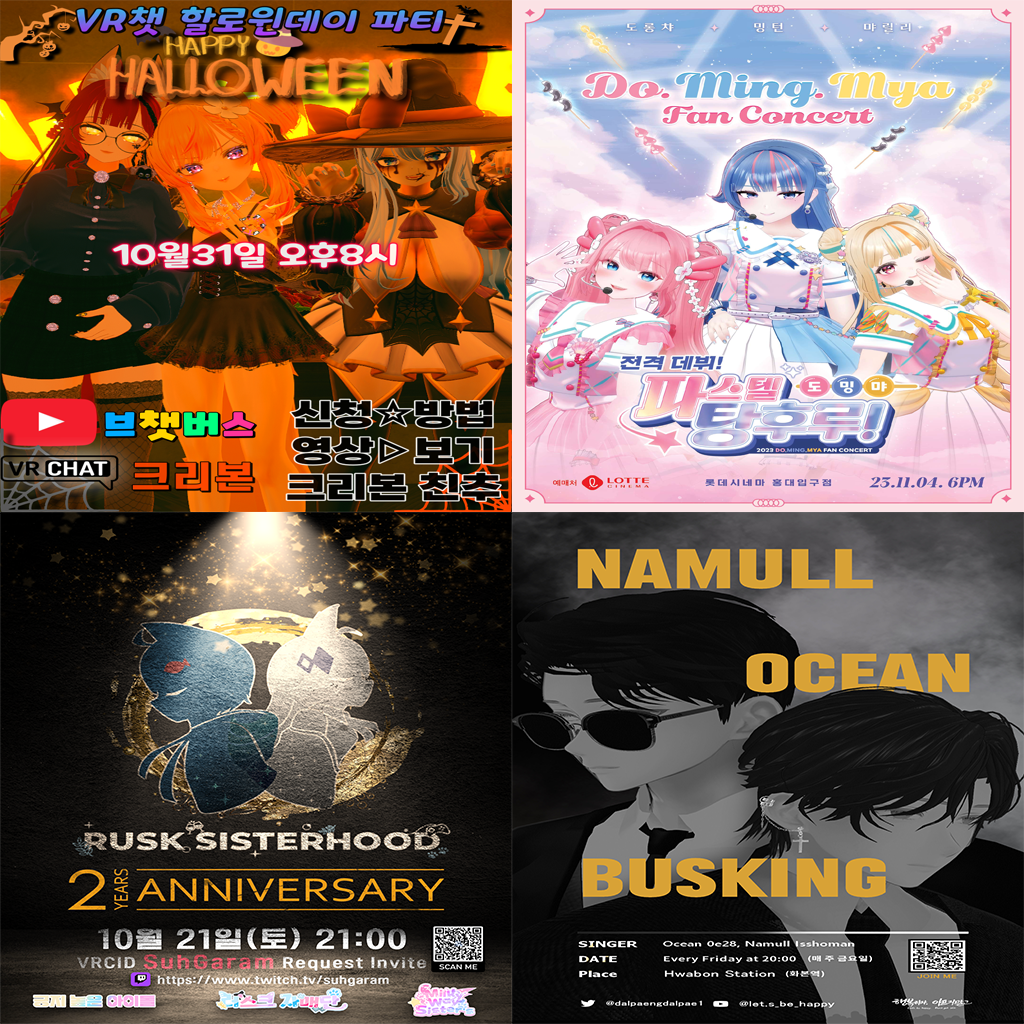 VR챗 할로윈데이 파티
HAPPY
HALLOWEEN
10월31일 오후8시
브챗버스
VR CHAT
크리본
신청☆방법
영상▷보기
크리본 친추
도롱챠 + 밍턴 + 먀릴리
Do. Ming. Mya
Fan Concert
전격 데뷔!
파스텔 도밍먀
탕후루!
2023 DO.MING.MYA FAN CONCERT
예매처 LOTTE CINEMA 롯데시네마 홍대입구점 23.11.04. 6PM
RUSK SISTERHOOD
2 YEARS ANNIVERSARY
10월 21일(토) 21:00
VRCID SuhGaram Request Invite
SCAN ME
https://www.twitch.tv/suhgaram
NAMULL
OCEAN
BUSKING
SINGER Ocean 0e28, Namull Isshoman
DATE Every Friday at 20:00 (매 주 금요일)
Place Hwabon Station (화본역)
JOIN ME
@dalpaengdalpae1 @let.s_be_happy